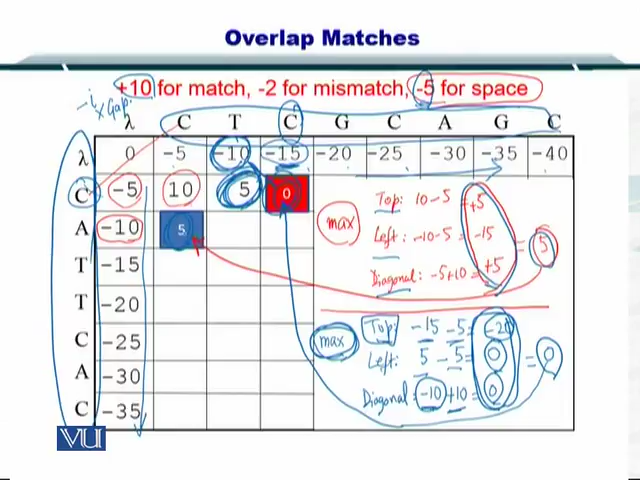 Overlap Matches
+10 for match, -2 for mismatch, -5 for space
-i x Gap
λ C T C G C A G C
λ 0 -5 -10 -15 -20 -25 -30 -35 -40
C -5 10 5 0
A -10 5
T -15
T -20
C -25
A -30
C -35
max
Top: 10-5 = +5
Left: -10-5 = -15 = 5
Diagonal: -5+10 = +5
max
Top: -15 -5 = -20
Left: 5 -5 = 0 = 0
Diagonal = -10 +10 = 0
VU